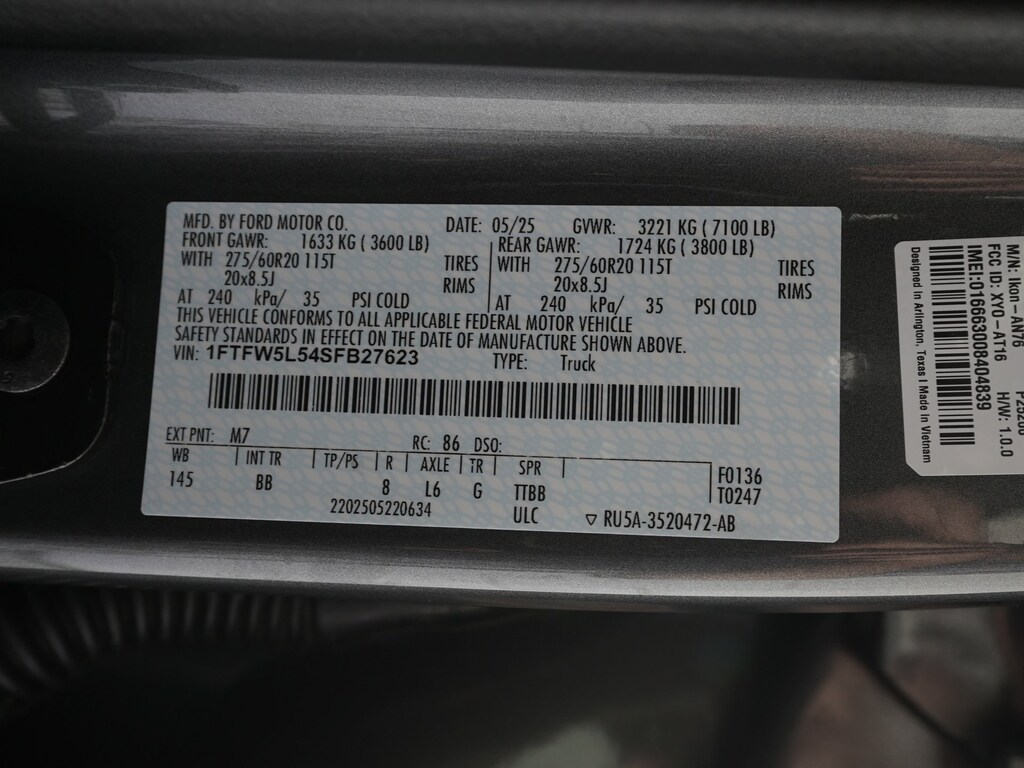 MFD. BY FORD MOTOR CO. DATE: 05/25 GVWR: 3221 KG ( 7100 LB)
FRONT GAWR: 1633 KG ( 3600 LB) REAR GAWR: 1724 KG ( 3800 LB)
WITH 275/60R20 115T TIRES WITH 275/60R20 115T TIRES
20x8.5J RIMS 20x8.5J RIMS
AT 240 kPa/ 35 PSI COLD AT 240 kPa/ 35 PSI COLD
THIS VEHICLE CONFORMS TO ALL APPLICABLE FEDERAL MOTOR VEHICLE
SAFETY STANDARDS IN EFFECT ON THE DATE OF MANUFACTURE SHOWN ABOVE.
VIN: 1FTFW5L54SFB27623 TYPE: Truck
EXT PNT: M7 RC: 86 DSO:
WB INT TR TP/PS R AXLE TR SPR F0136
145 BB 8 L6 G TTBB T0247
2202505220634 ULC ▽ RU5A-3520472-AB
M/N: Ikon-AN76
FCC ID: XYO-AT16 H/W: 1.0.0
IMEI:016663008404839
Designed in Arlington, Texas | Made in Vietnam